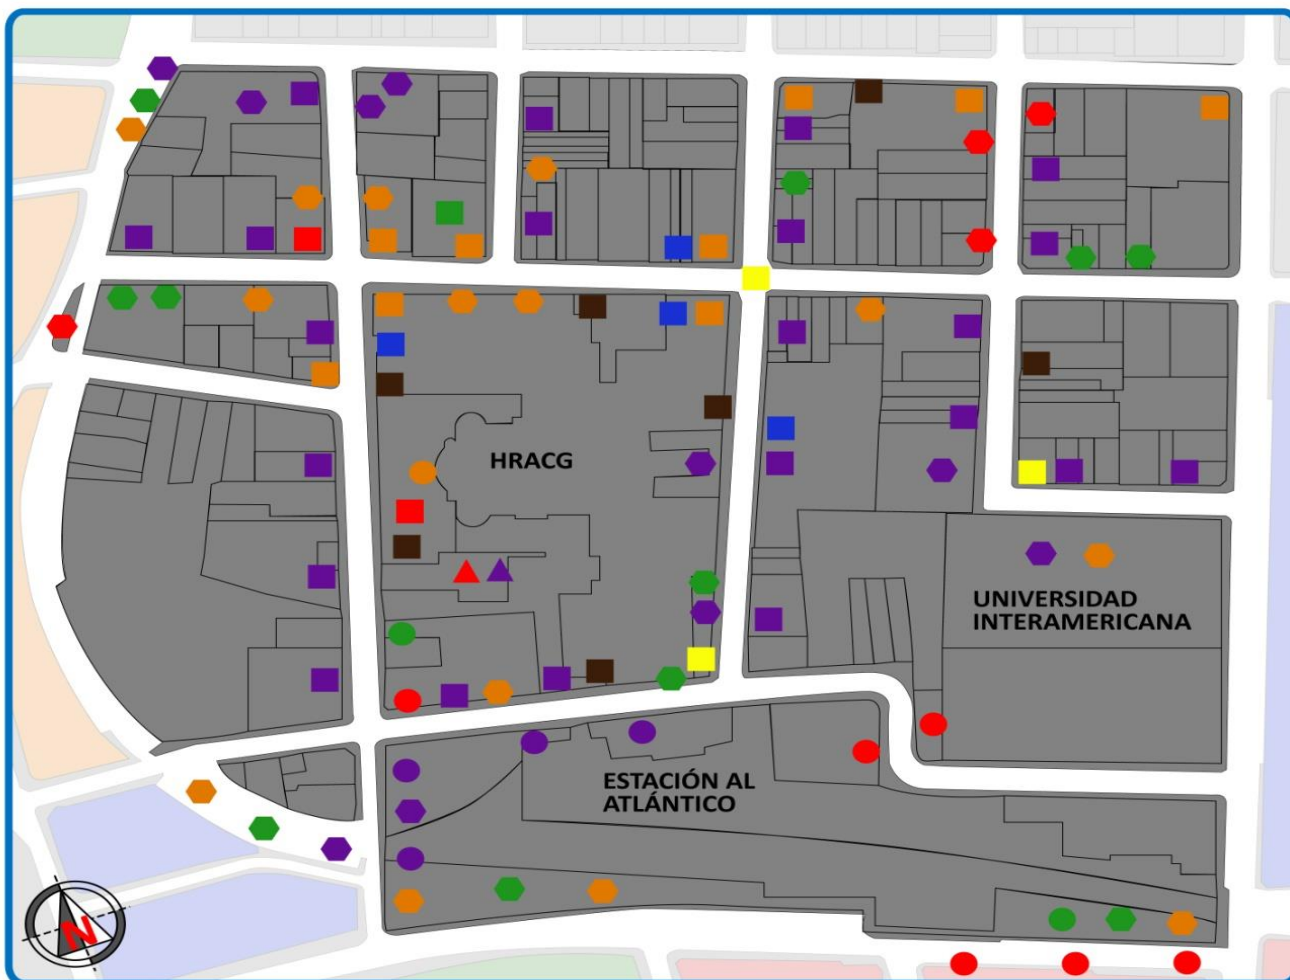 HRACG
UNIVERSIDAD
INTERAMERICANA
ESTACIÓN AL
ATLÁNTICO
N